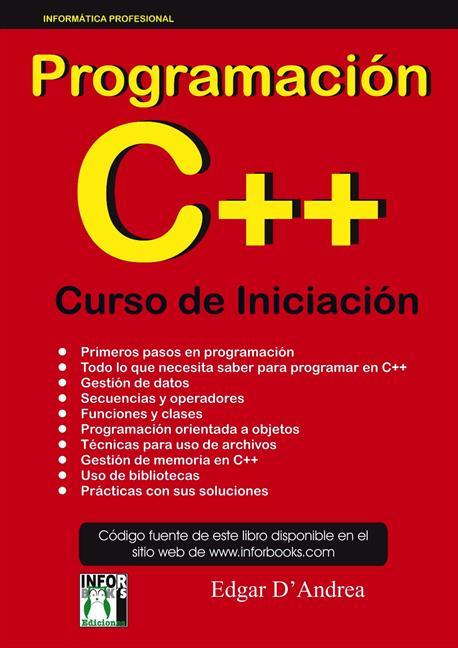 INFORMÁTICA PROFESIONAL
Programación
C++
Curso de Iniciación
● Primeros pasos en programación
● Todo lo que necesita saber para programar en C++
● Gestión de datos
● Secuencias y operadores
● Funciones y clases
● Programación orientada a objetos
● Técnicas para uso de archivos
● Gestión de memoria en C++
● Uso de bibliotecas
● Prácticas con sus soluciones
Código fuente de este libro disponible en el
sitio web de www.inforbooks.com
INFOR
BOOK'S
Ediciones
Edgar D'Andrea